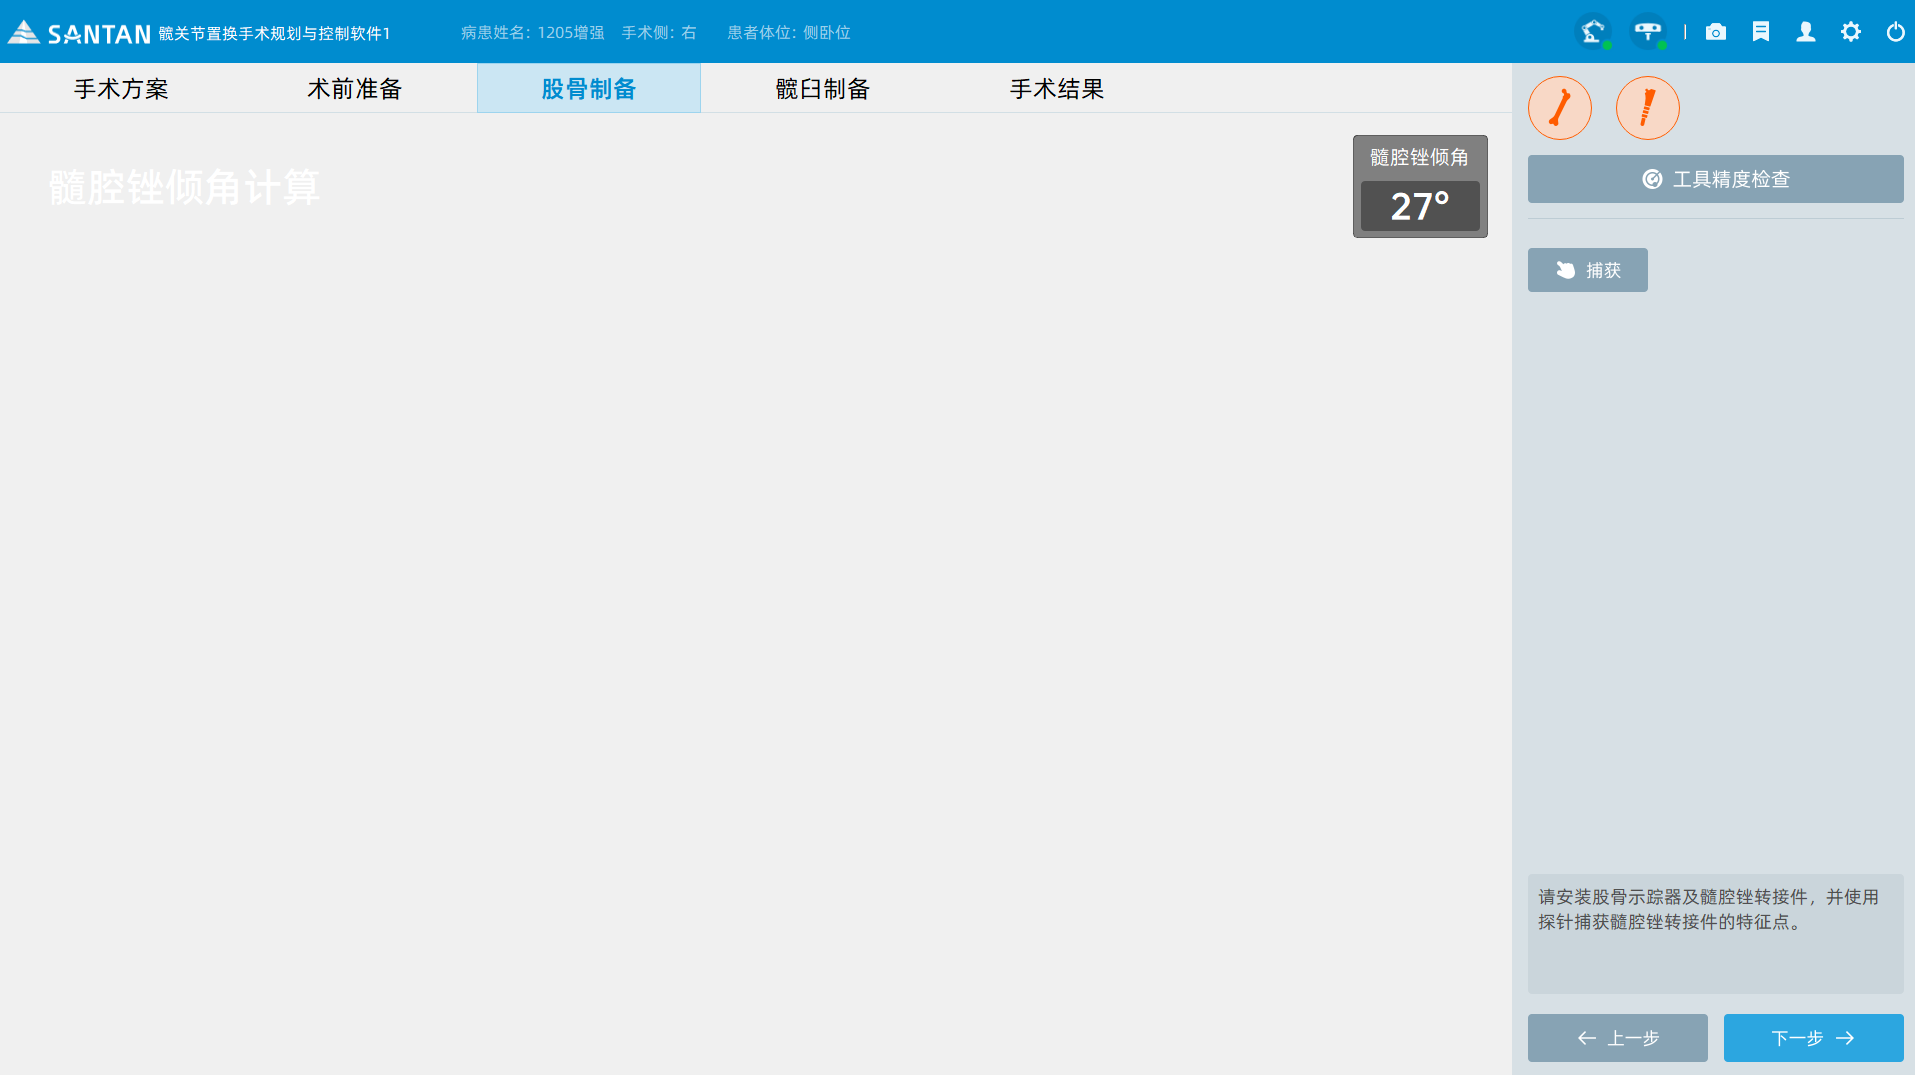 SANTAN 髋关节置换手术规划与控制软件1 病患姓名: 1205增强 手术侧: 右 患者体位: 侧卧位
手术方案 术前准备 股骨制备 髋臼制备 手术结果
髓腔锉倾角计算
髓腔锉倾角
27°
工具精度检查
捕获
请安装股骨示踪器及髓腔锉转接件，并使用
探针捕获髓腔锉转接件的特征点。
上一步 下一步